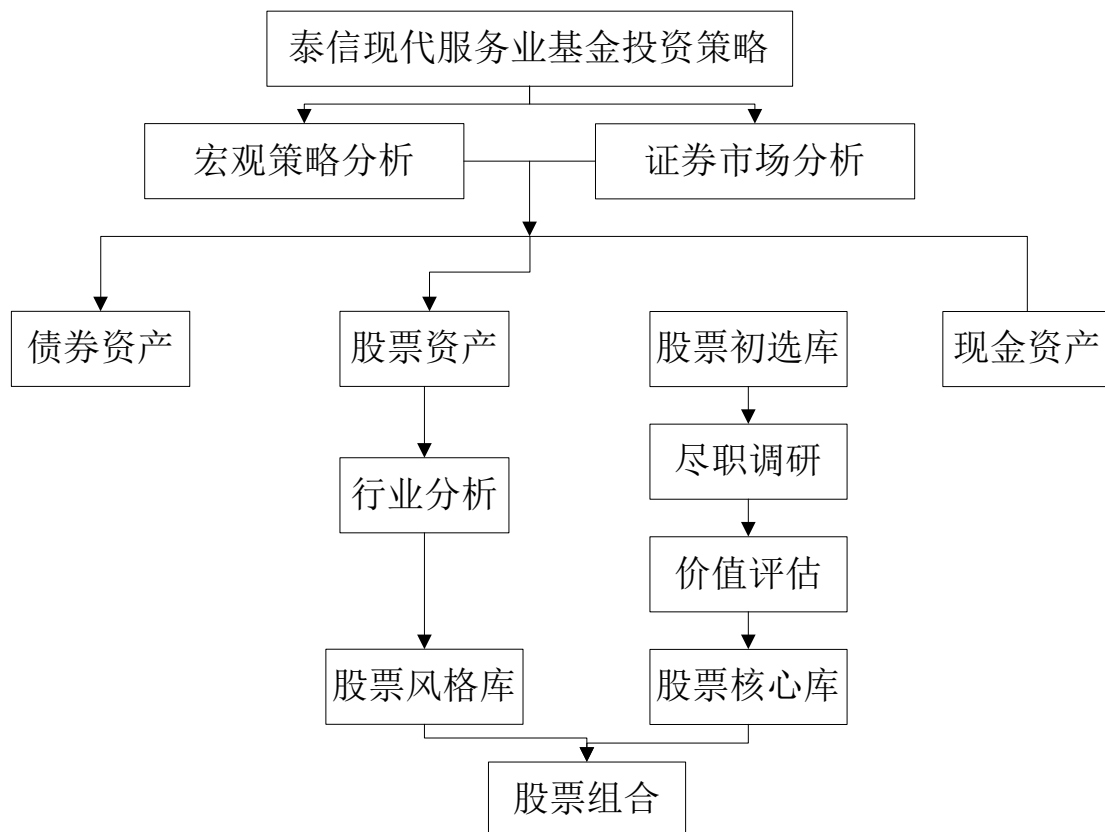 泰信现代服务业基金投资策略
宏观策略分析
证券市场分析
债券资产
股票资产
股票初选库
现金资产
尽职调研
行业分析
价值评估
股票风格库
股票核心库
股票组合